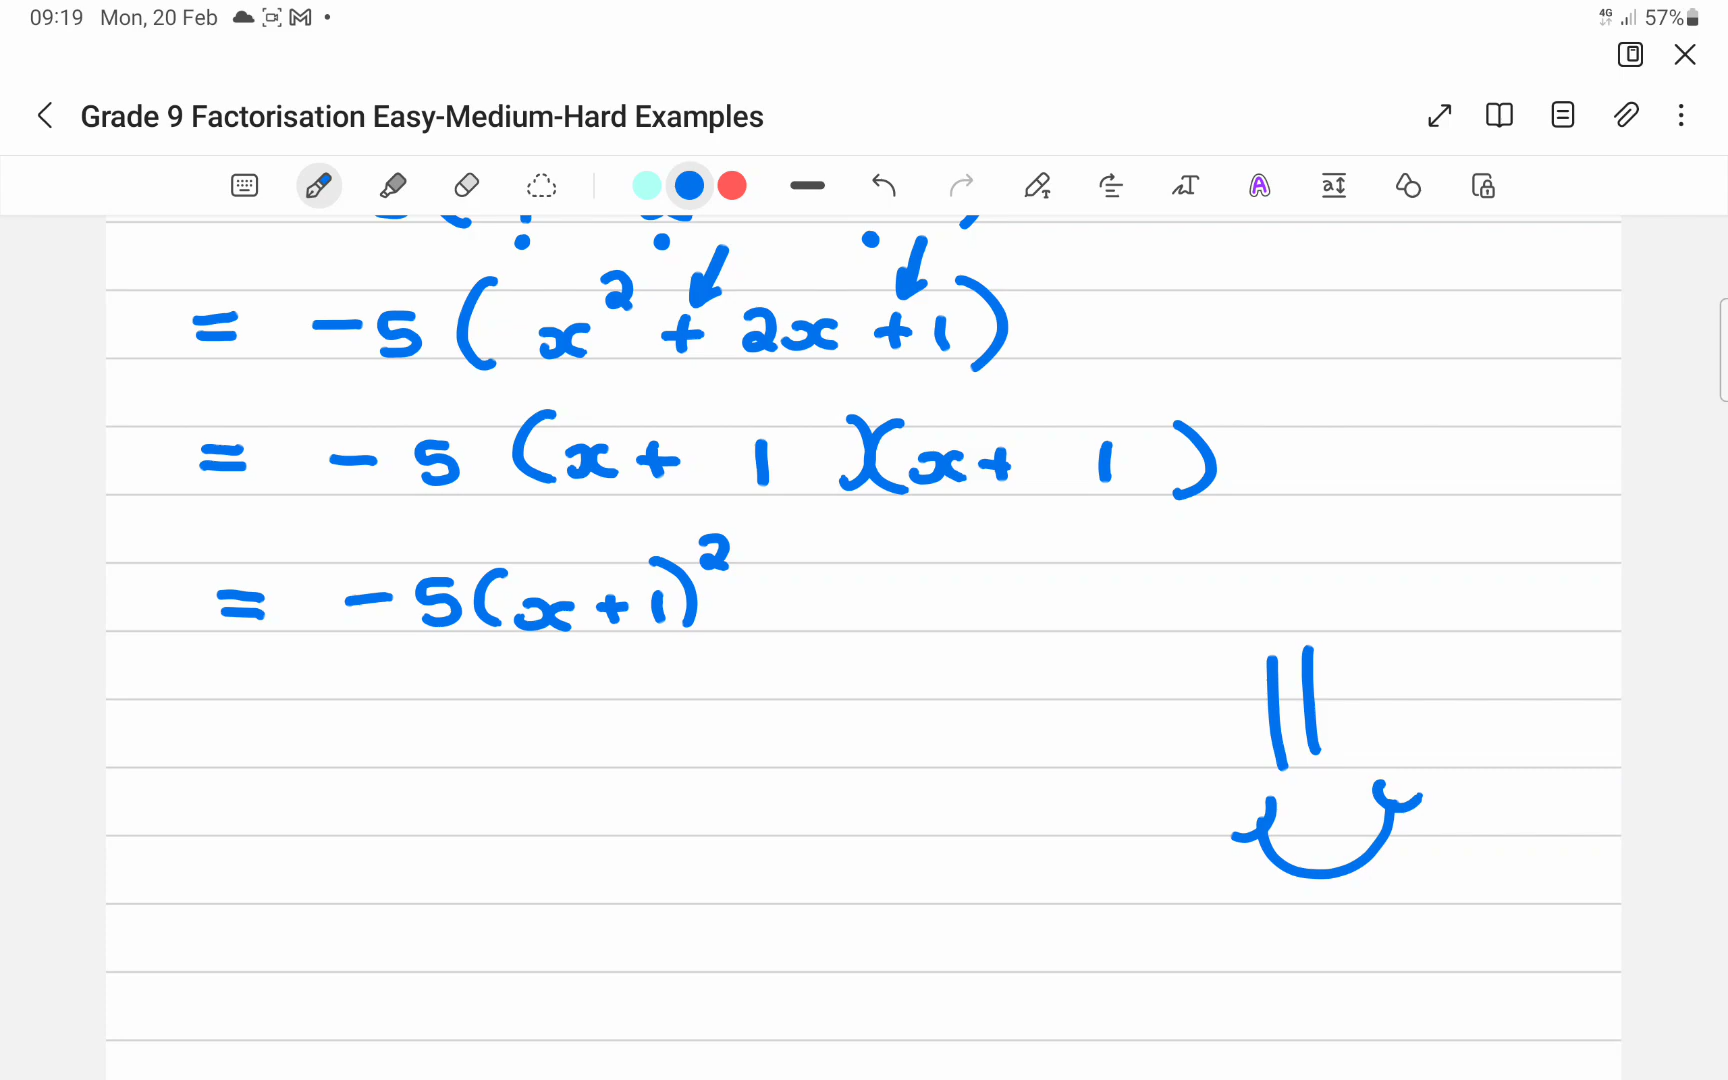 09:19 Mon, 20 Feb 4G 57%
Grade 9 Factorisation Easy-Medium-Hard Examples
= -5(x² + 2x + 1)
= -5(x + 1)(x + 1)
= -5(x + 1)²